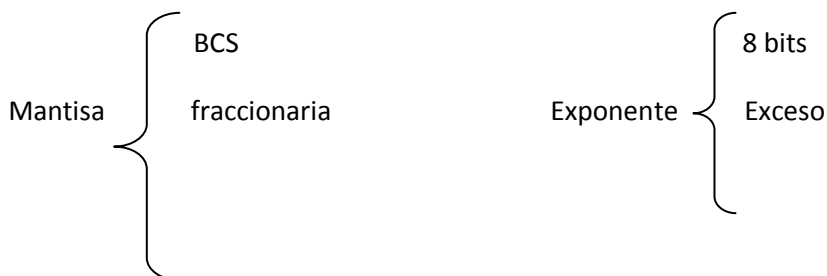 BCS
8 bits
Mantisa fraccionaria
Exponente Exceso